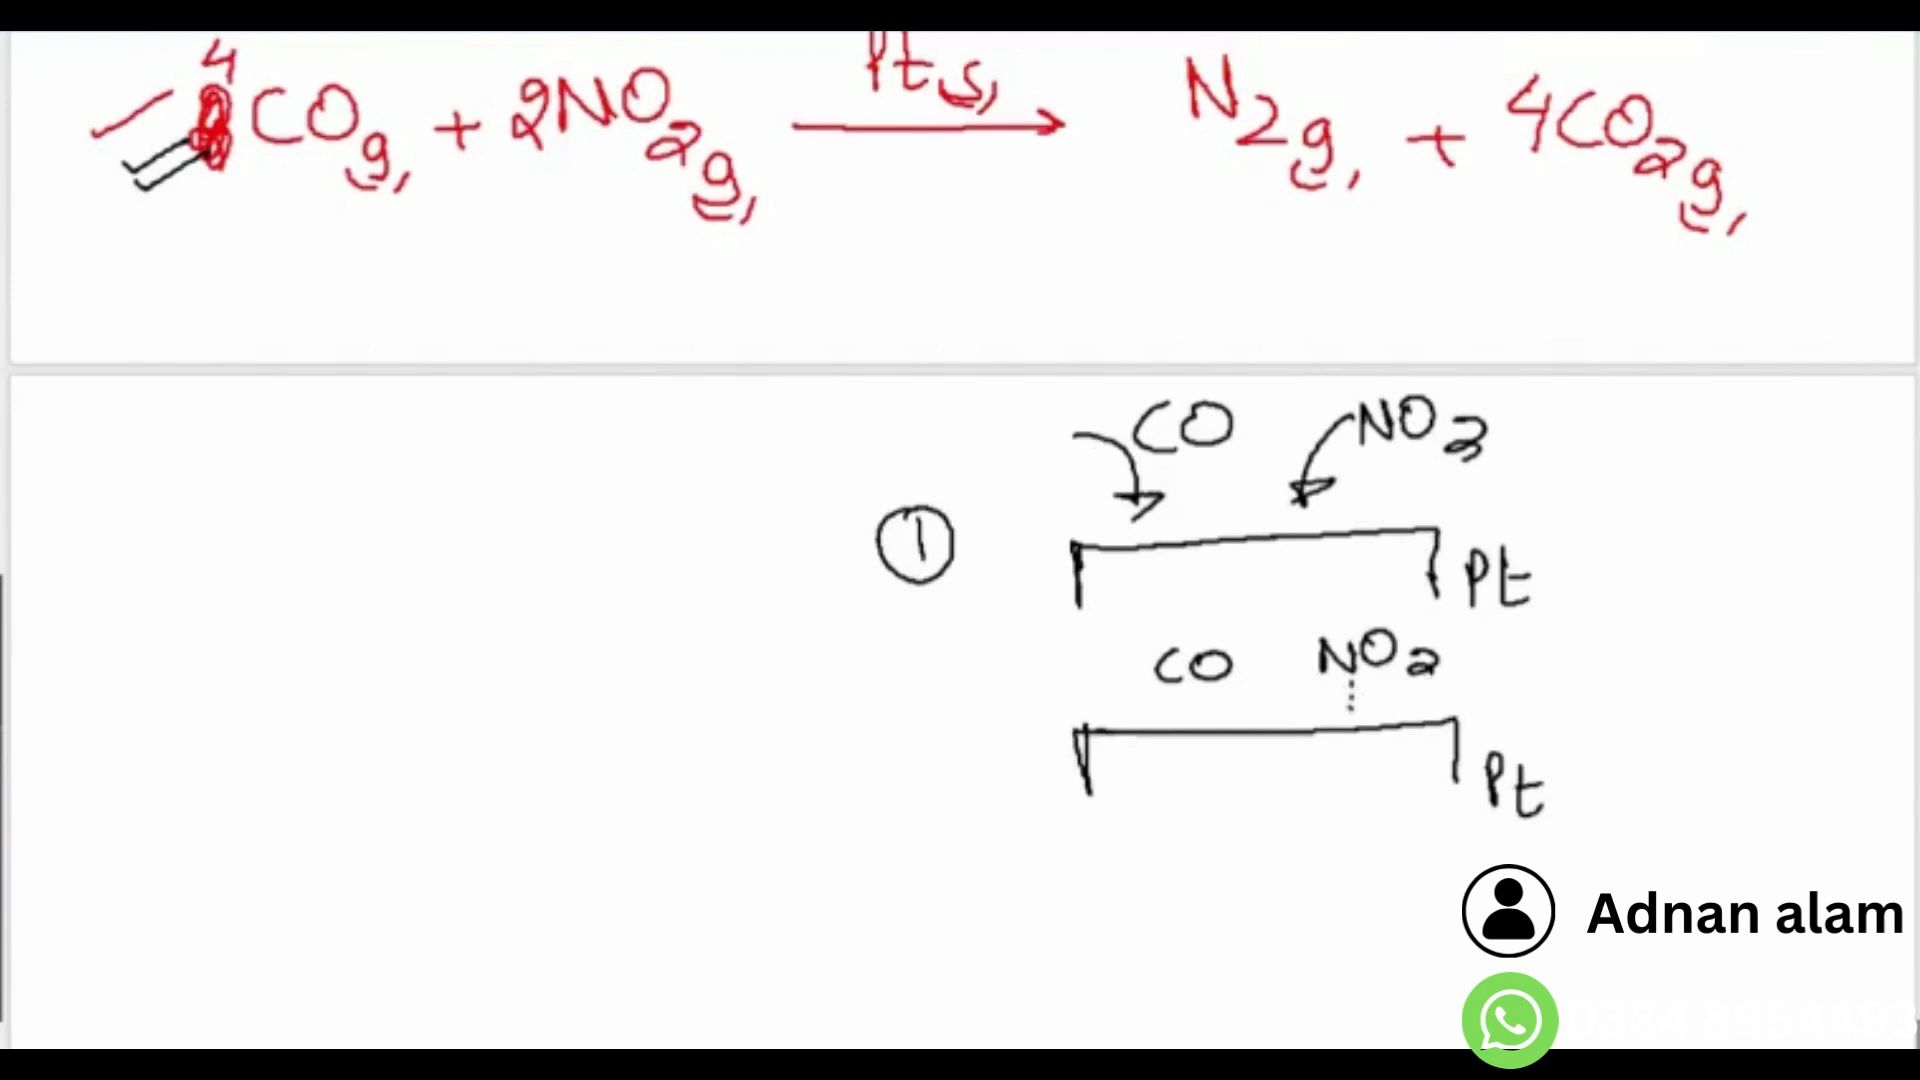 4CO(g) + 2NO2(g) Pt(s) → N2(g) + 4CO2(g)
CO NO2
1
Pt
CO NO2
Pt
Adnan alam